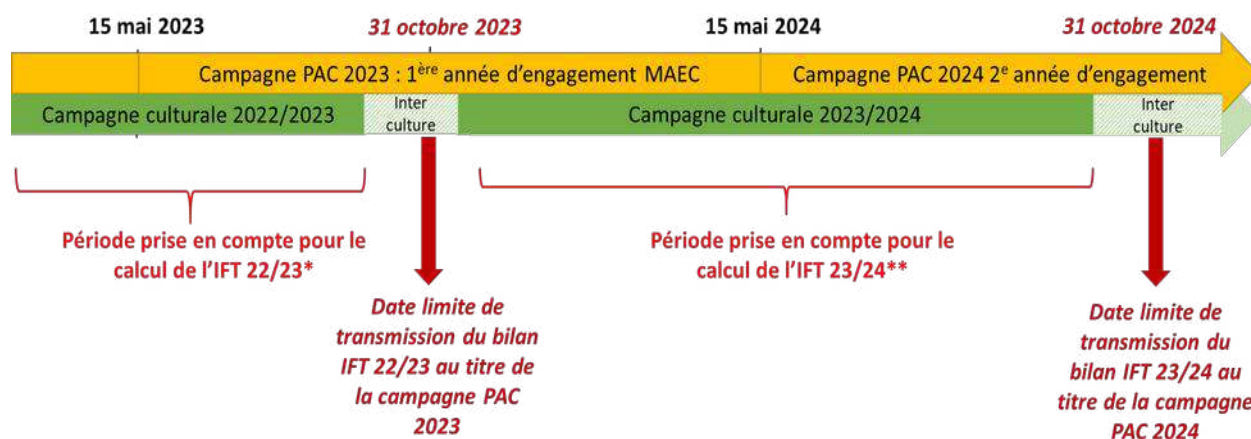 15 mai 2023
31 octobre 2023
15 mai 2024
31 octobre 2024
Campagne PAC 2023 : 1ère année d’engagement MAEC
Campagne PAC 2024 2e année d’engagement
Campagne culturale 2022/2023
Inter
culture
Campagne culturale 2023/2024
Inter
culture
Période prise en compte pour le
calcul de l’IFT 22/23*
Période prise en compte pour le
calcul de l’IFT 23/24**
Date limite de
transmission du bilan
IFT 22/23 au titre de
la campagne PAC
2023
Date limite de
transmission du
bilan IFT 23/24 au
titre de la campagne
PAC 2024